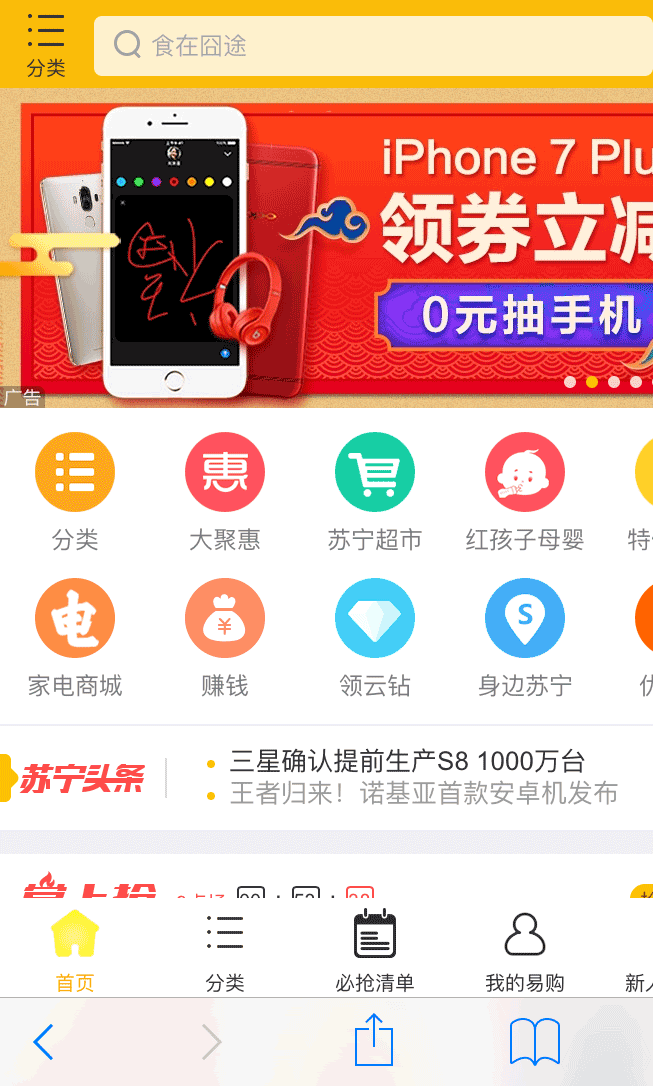 分类
食在囧途
iPhone 7 Plu
领券立减
0元抽手机
广告
分类
大聚惠
苏宁超市
红孩子母婴
惠
电
¥
S
家电商城
赚钱
领云钻
身边苏宁
苏宁头条
三星确认提前生产S8 1000万台
王者归来！诺基亚首款安卓机发布
掌上抢
首页
分类
必抢清单
我的易购
新人